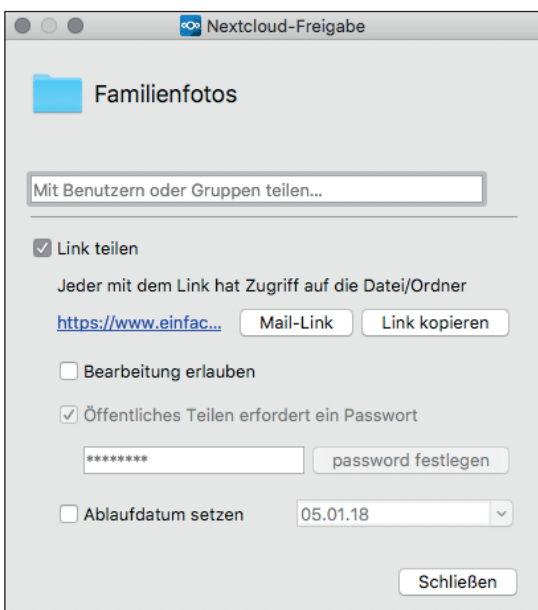 Nextcloud-Freigabe
Familienfotos
Mit Benutzern oder Gruppen teilen...
Link teilen
Jeder mit dem Link hat Zugriff auf die Datei/Ordner
https://www.einfac... Mail-Link Link kopieren
Bearbeitung erlauben
Öffentliches Teilen erfordert ein Passwort
******** password festlegen
Ablaufdatum setzen 05.01.18
Schließen